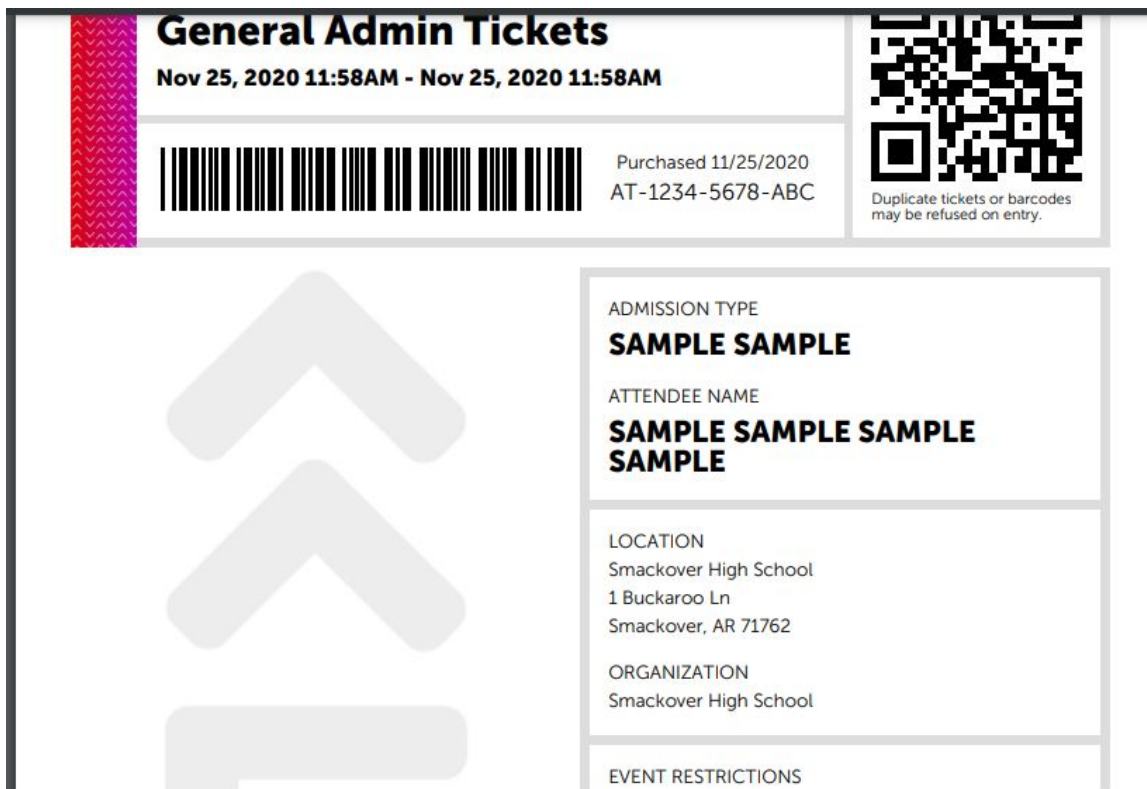 General Admin Tickets
Nov 25, 2020 11:58AM - Nov 25, 2020 11:58AM
Purchased 11/25/2020
AT-1234-5678-ABC
Duplicate tickets or barcodes
may be refused on entry.
ADMISSION TYPE
SAMPLE SAMPLE
ATTENDEE NAME
SAMPLE SAMPLE SAMPLE
SAMPLE
LOCATION
Smackover High School
1 Buckaroo Ln
Smackover, AR 71762
ORGANIZATION
Smackover High School
EVENT RESTRICTIONS